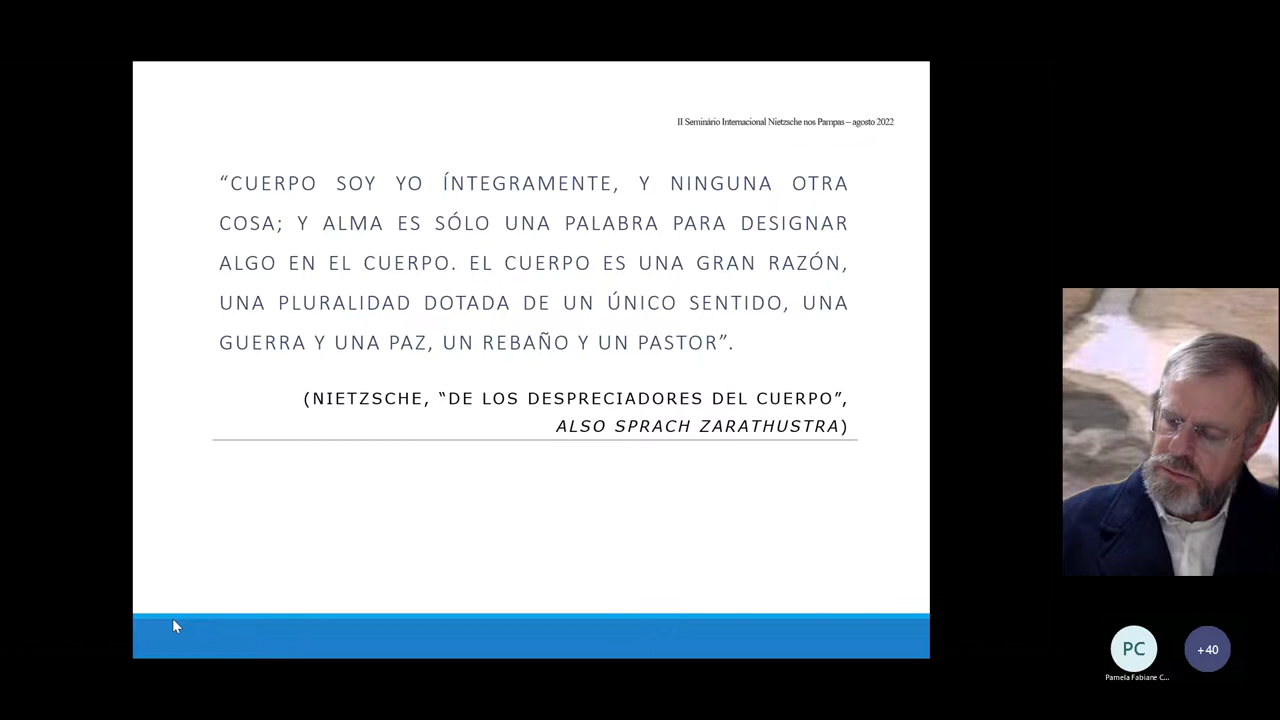 II Seminário Internacional Nietzsche nos Pampas – agosto 2022
“CUERPO SOY YO ÍNTEGRAMENTE, Y NINGUNA OTRA
COSA; Y ALMA ES SÓLO UNA PALABRA PARA DESIGNAR
ALGO EN EL CUERPO. EL CUERPO ES UNA GRAN RAZÓN,
UNA PLURALIDAD DOTADA DE UN ÚNICO SENTIDO, UNA
GUERRA Y UNA PAZ, UN REBAÑO Y UN PASTOR”.
(NIETZSCHE, “DE LOS DESPRECIADORES DEL CUERPO”,
ALSO SPRACH ZARATHUSTRA)
PC
+40
Pamela Fabiane C...